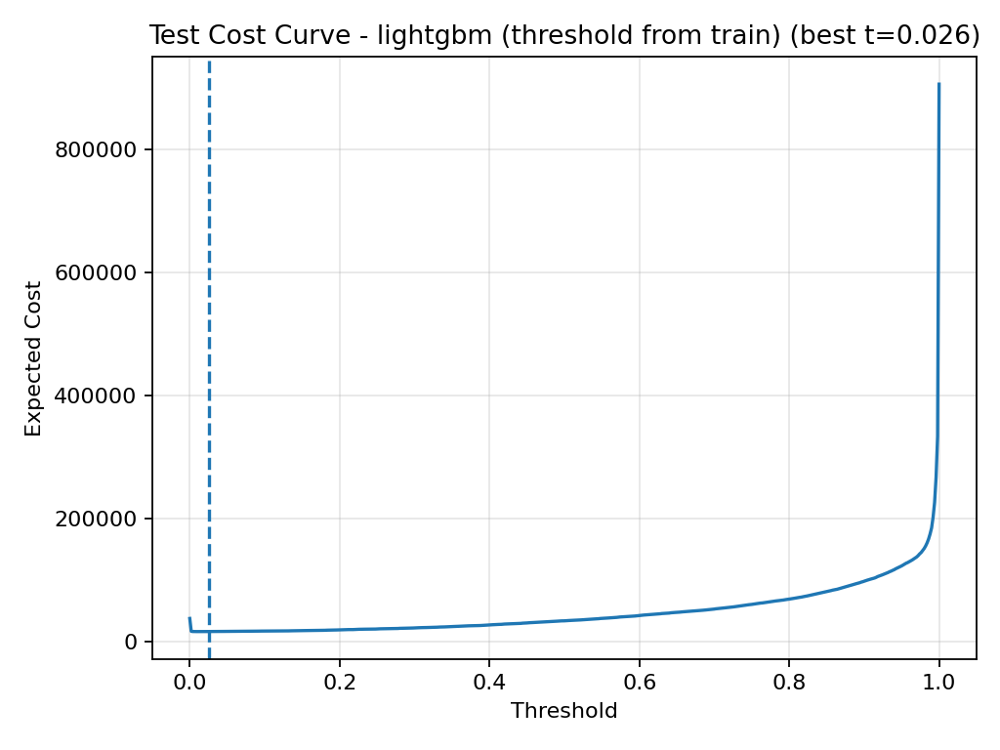 Test Cost Curve - lightgbm (threshold from train) (best t=0.026)
Expected Cost
800000
600000
400000
200000
0
0.0 0.2 0.4 0.6 0.8 1.0
Threshold